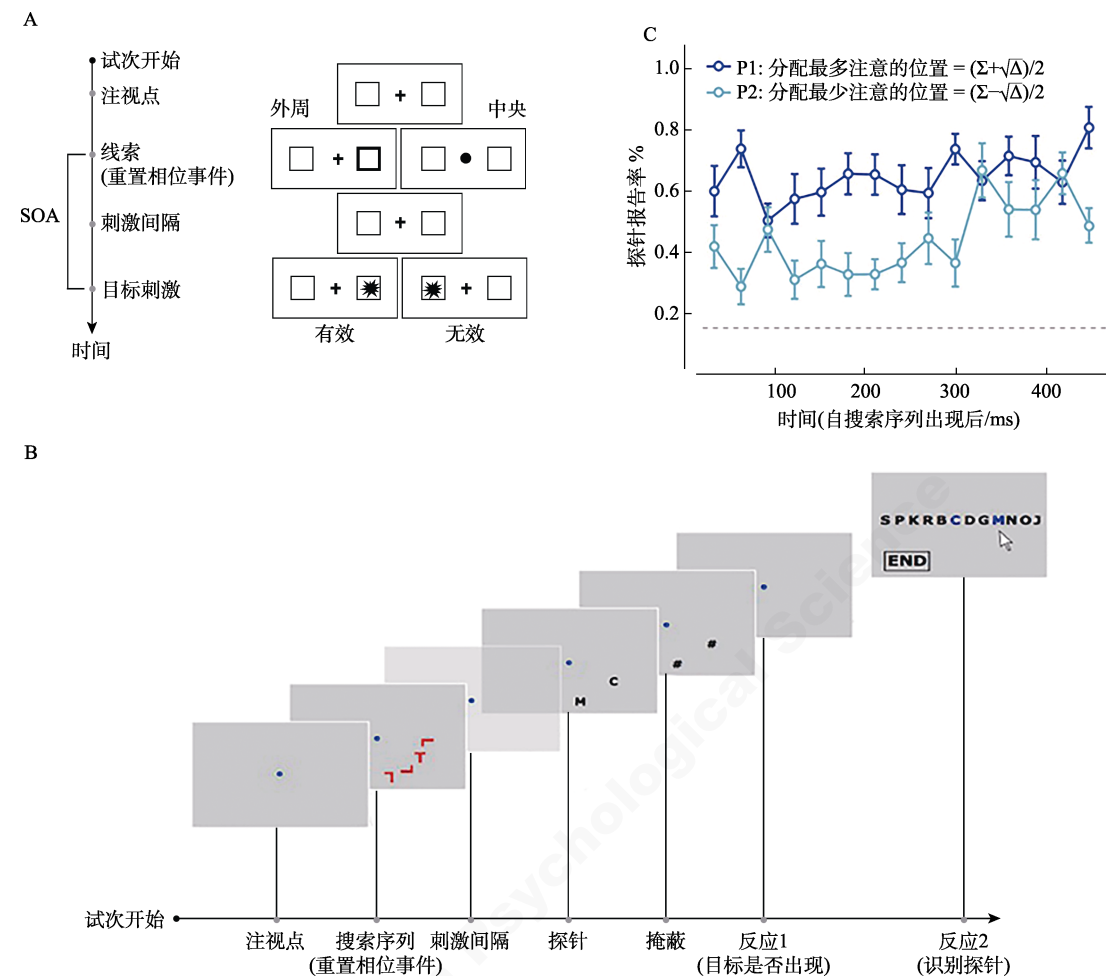 A
试次开始
注视点
线索
(重置相位事件)
SOA
刺激间隔
目标刺激
时间
外周
中央
有效
无效
C
P1: 分配最多注意的位置 = (Σ+√Δ)/2
P2: 分配最少注意的位置 = (Σ−√Δ)/2
探针报告率 %
1.0
0.8
0.6
0.4
0.2
100 200 300 400
时间(自搜索序列出现后/ms)
B
M
C
#
#
SPKRBCDGMNOJ
END
试次开始
注视点 搜索序列 刺激间隔 探针 掩蔽 反应1 反应2
(重置相位事件) (目标是否出现) (识别探针)
Psychological Science